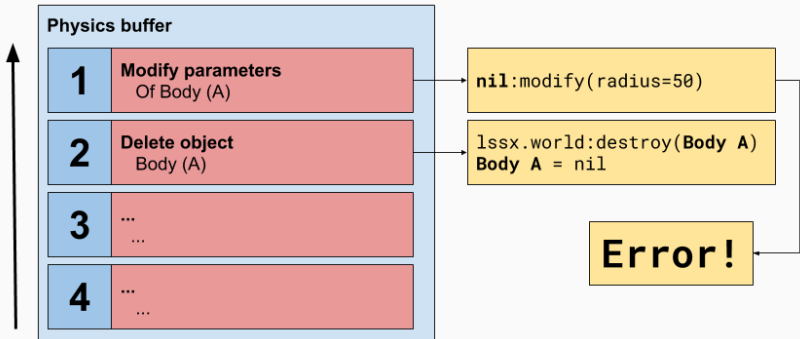 Physics buffer
1
Modify parameters
Of Body (A)
nil:modify(radius=50)
2
Delete object
Body (A)
lssx.world:destroy(Body A)
Body A = nil
3
...
...
Error!
4
...
...